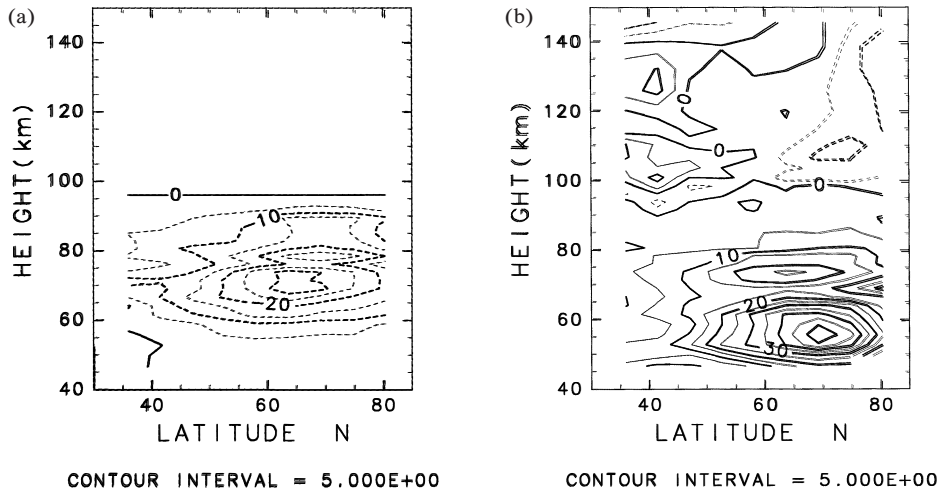 (a)
140
120
100
80
60
40
HEIGHT(km)
0
10
20
40 60 80
LATITUDE N
CONTOUR INTERVAL = 5.000E+00
(b)
140
120
100
80
60
40
HEIGHT(km)
0
0
0
10
20
30
40 60 80
LATITUDE N
CONTOUR INTERVAL = 5.000E+00